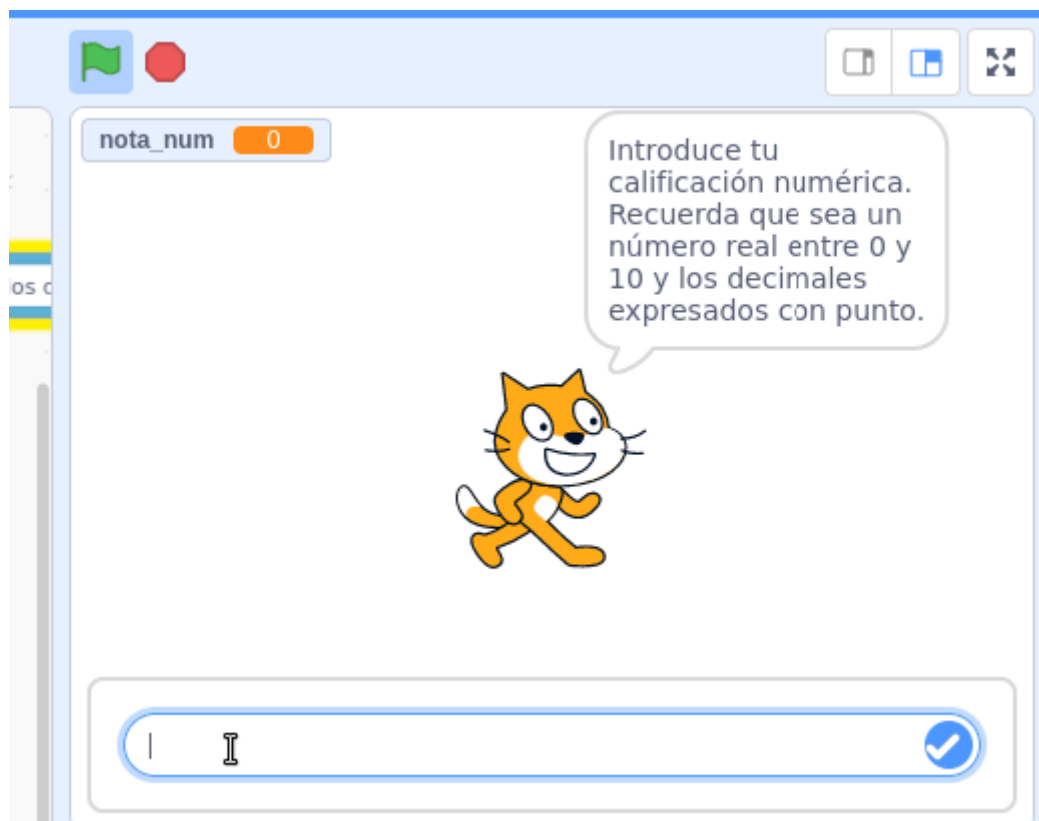 nota_num 0
Introduce tu
calificación numérica.
Recuerda que sea un
número real entre 0 y
10 y los decimales
expresados con punto.